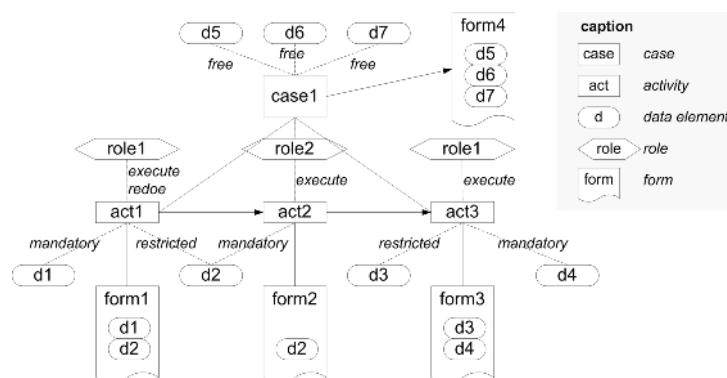 d5 d6 d7
free free free
case1
form4
d5
d6
d7
role1 role2 role1
execute
redoe
execute execute
act1 act2 act3
mandatory restricted mandatory restricted mandatory
d1 d2 d3 d4
form1 form2 form3
d1
d2
d2
d3
d4
caption
case case
act activity
d data element
role role
form form